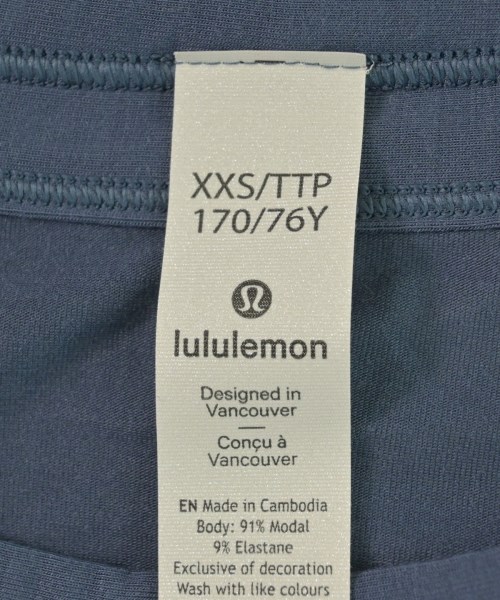 XXS/TTP
170/76Y
lululemon
Designed in
Vancouver
Conçu à
Vancouver
EN Made in Cambodia
Body: 91% Modal
9% Elastane
Exclusive of decoration
Wash with like colours